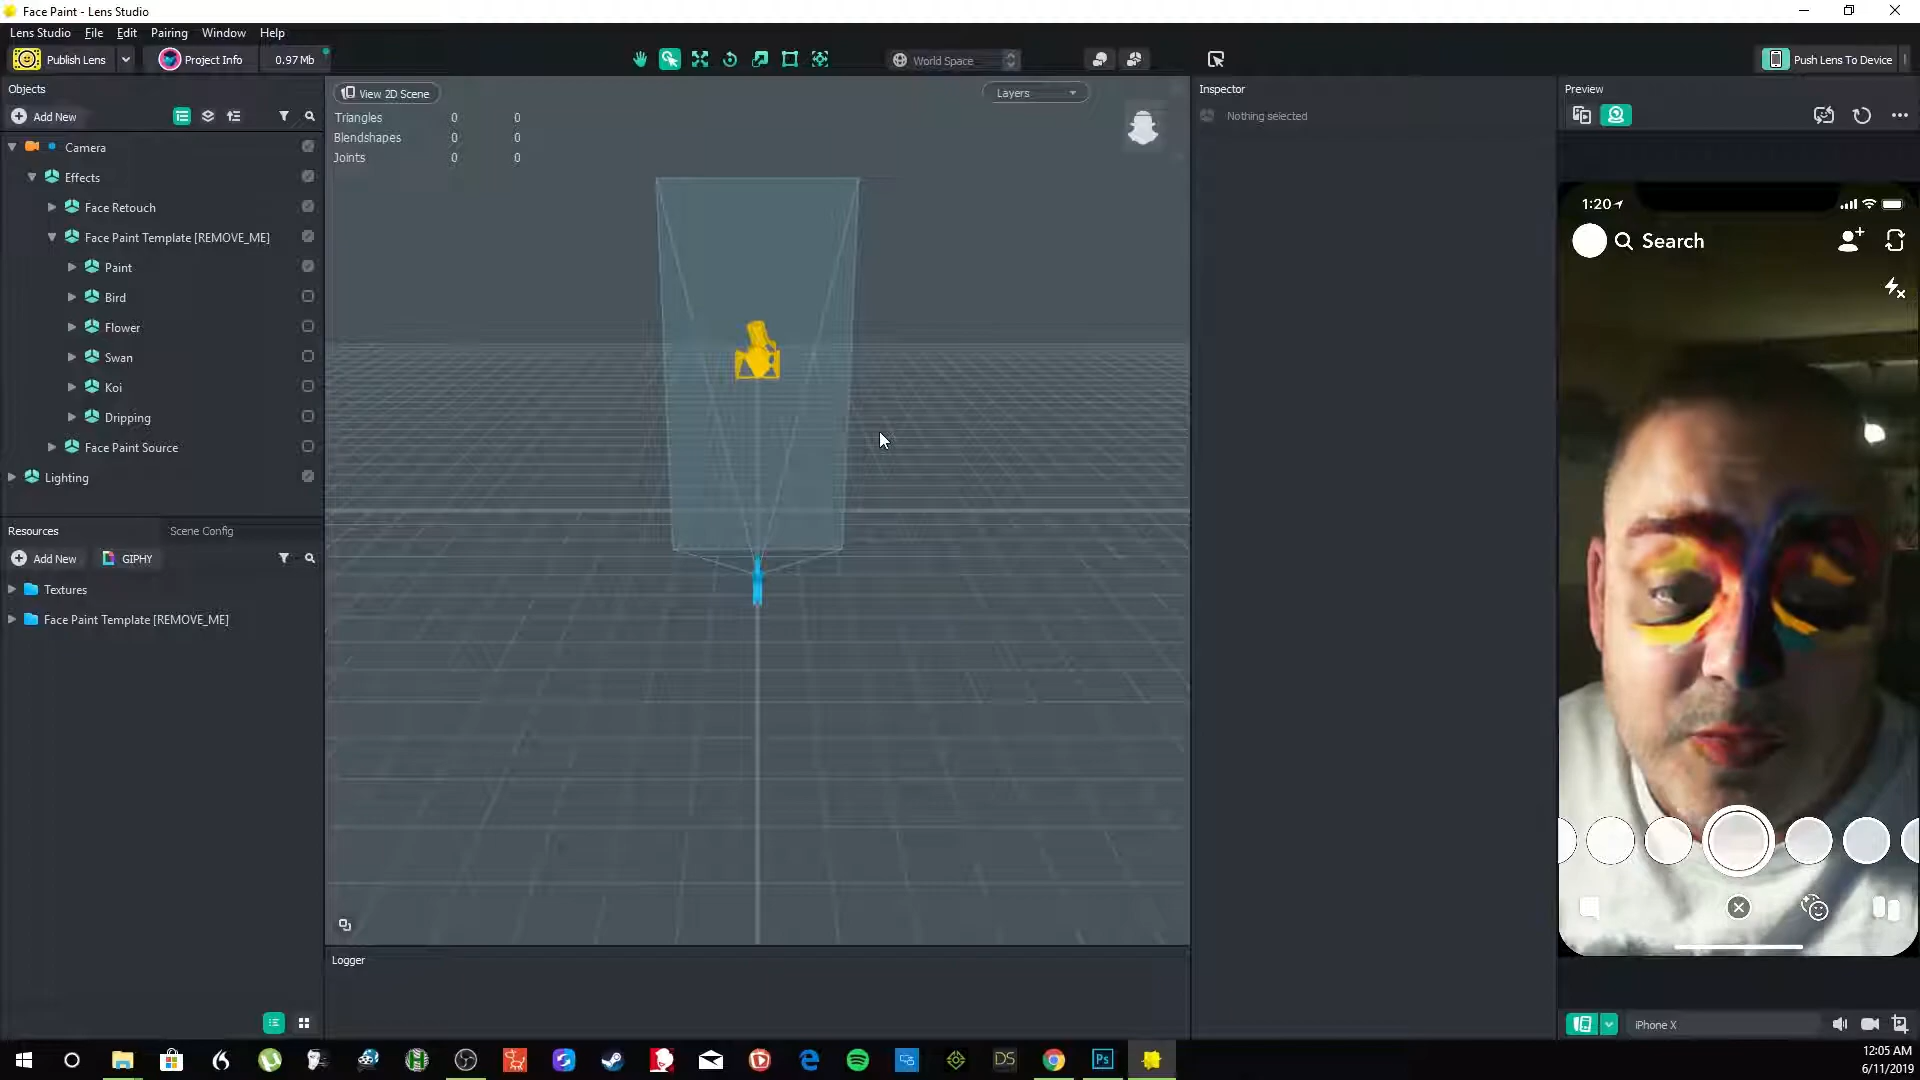 Face Paint - Lens Studio
Lens Studio File Edit Pairing Window Help
Publish Lens Project Info 0.97 Mb World Space Push Lens To Device
Objects
Add New
Camera
Effects
Face Retouch
Face Paint Template [REMOVE_ME]
Paint
Bird
Flower
Swan
Koi
Dripping
Face Paint Source
Lighting
Resources Scene Config
Add New GIPHY
Textures
Face Paint Template [REMOVE_ME]
View 2D Scene Layers
Triangles 0 0
Blendshapes 0 0
Joints 0 0
Logger
Inspector
Nothing selected
Preview
1:20
Search
iPhone X
DS Ps
12:05 AM
6/11/2019